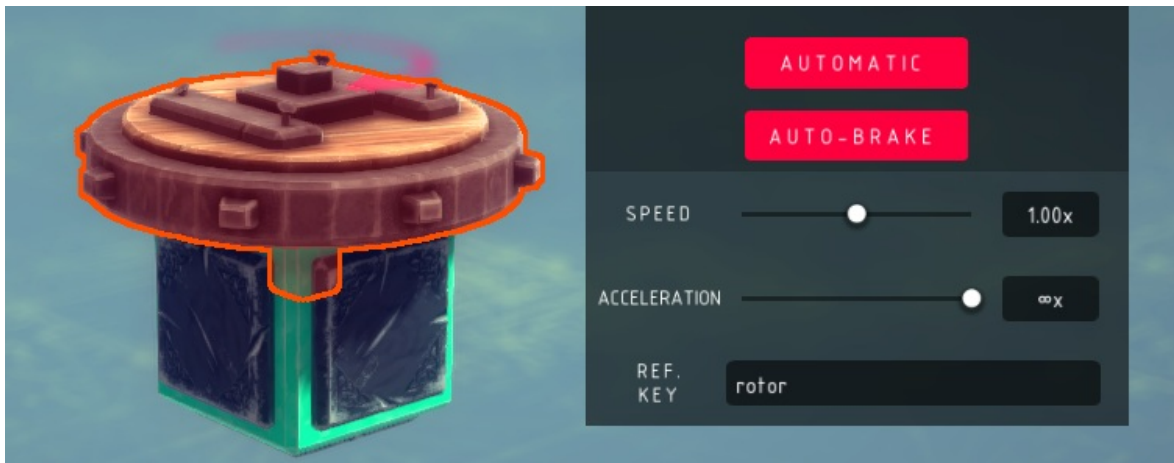 AUTOMATIC
AUTO-BRAKE
SPEED
1.00x
ACCELERATION
∞x
REF.
KEY
rotor